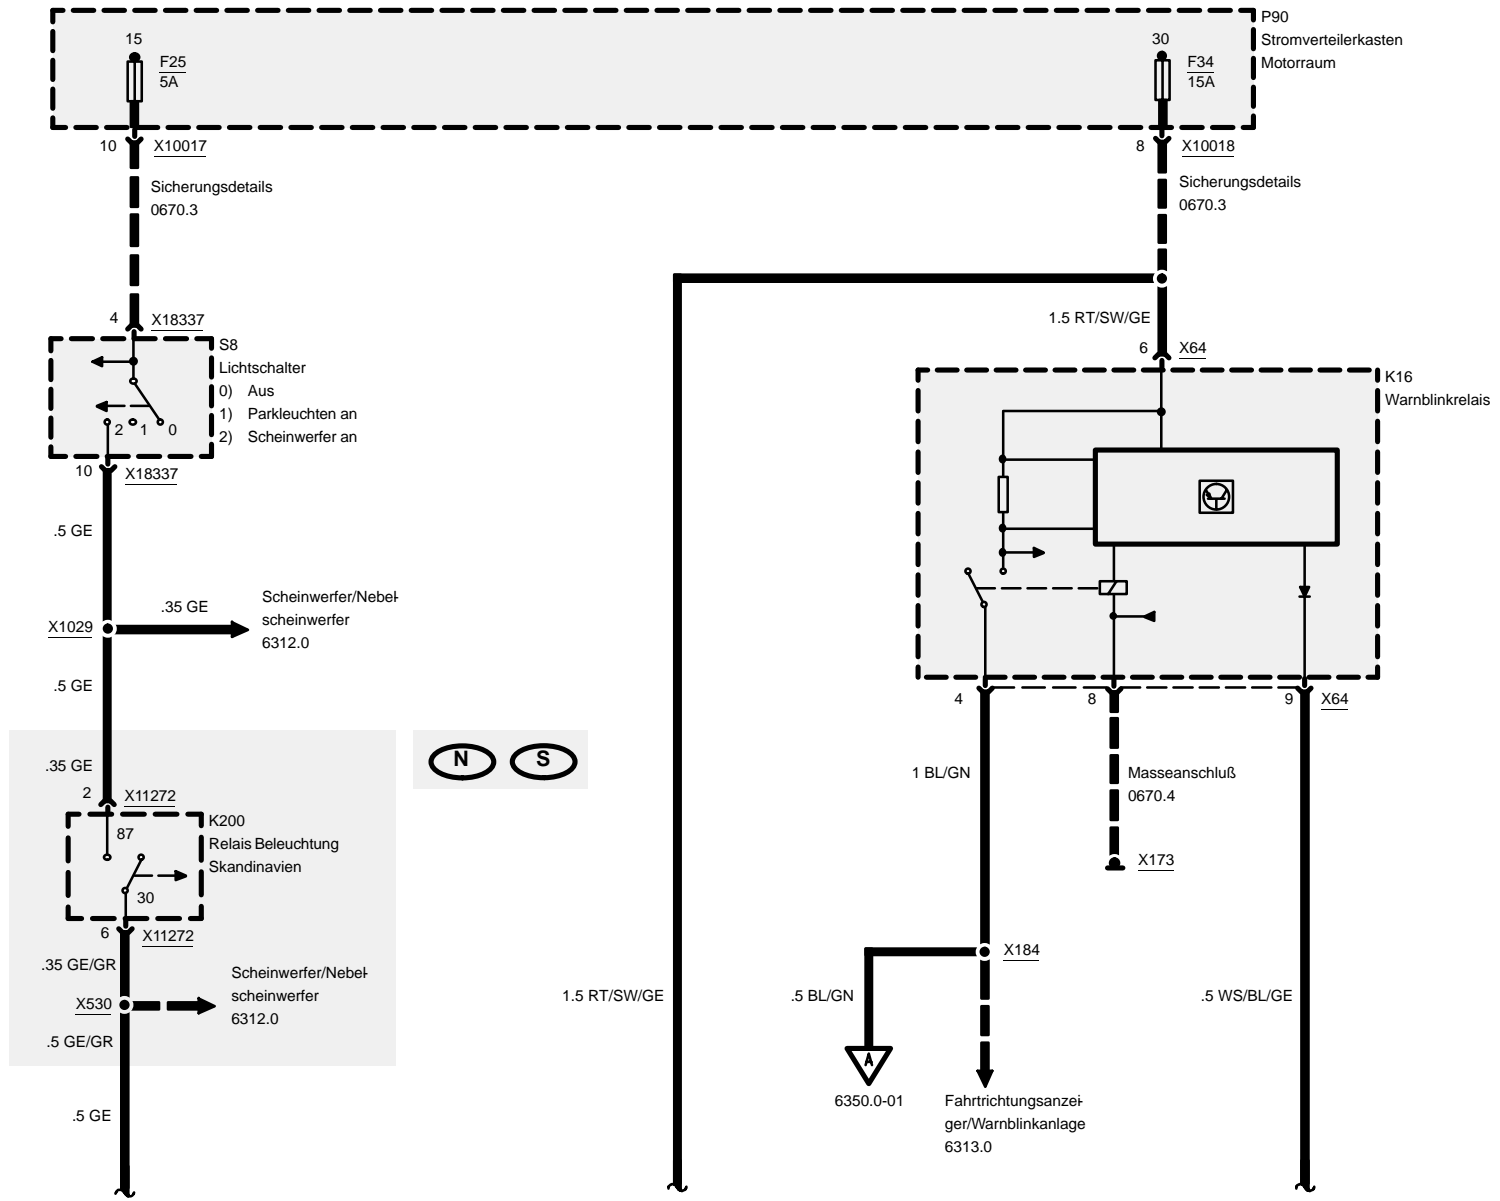 P90
Stromverteilerkasten
Motorraum
15
F25
5A
30
F34
15A
10
X10017
8
X10018
Sicherungsdetails
0670.3
Sicherungsdetails
0670.3
4
X18337
S8
Lichtschalter
0) Aus
1) Parkleuchten an
2) Scheinwerfer an
2
1
0
10
X18337
1.5 RT/SW/GE
6
X64
K16
Warnblinkrelais
.5 GE
.35 GE
Scheinwerfer/Nebel-
scheinwerfer
6312.0
X1029
.5 GE
4
8
9
X64
N
S
.35 GE
2
X11272
87
K200
Relais Beleuchtung
Skandinavien
30
6
X11272
1 BL/GN
Masseanschluß
0670.4
X173
.35 GE/GR
Scheinwerfer/Nebel-
scheinwerfer
6312.0
X530
.5 GE/GR
X184
1.5 RT/SW/GE
.5 BL/GN
.5 WS/BL/GE
A
6350.0-01
Fahrtrichtungsanzei-
ger/Warnblinkanlage
6313.0
.5 GE